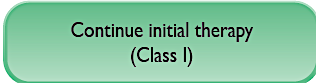 Continue initial therapy
(Class I)